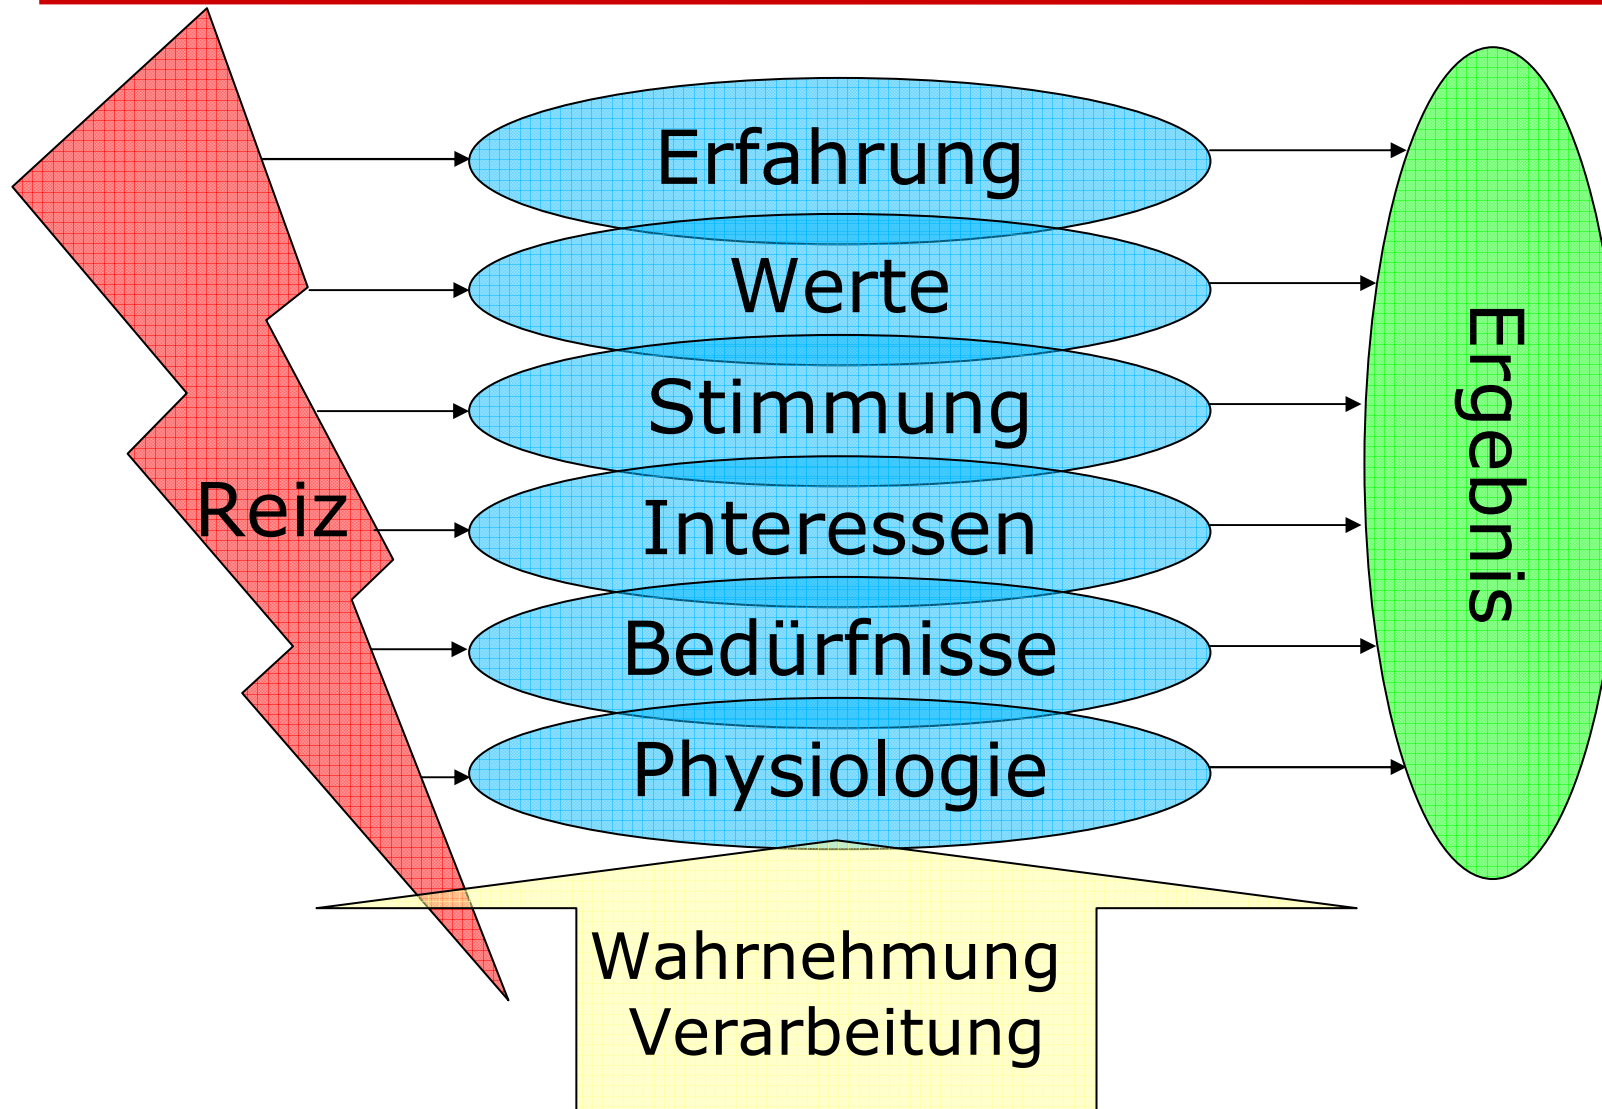 Erfahrung
Werte
Stimmung
Reiz
Interessen
Bedürfnisse
Physiologie
Ergebnis
Wahrnehmung
Verarbeitung